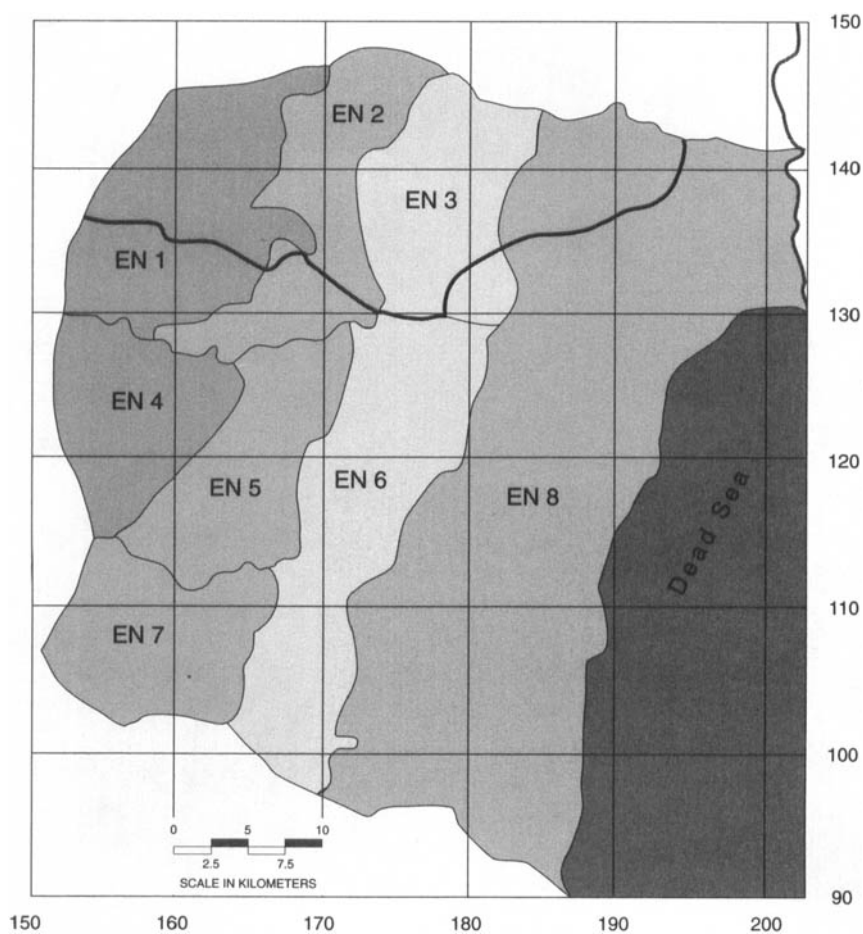 150
EN 2
140
EN 3
EN 1
130
EN 4
120
EN 5
EN 6
EN 8
Dead Sea
110
EN 7
100
0 5 10
2.5 7.5
SCALE IN KILOMETERS
90
150 160 170 180 190 200